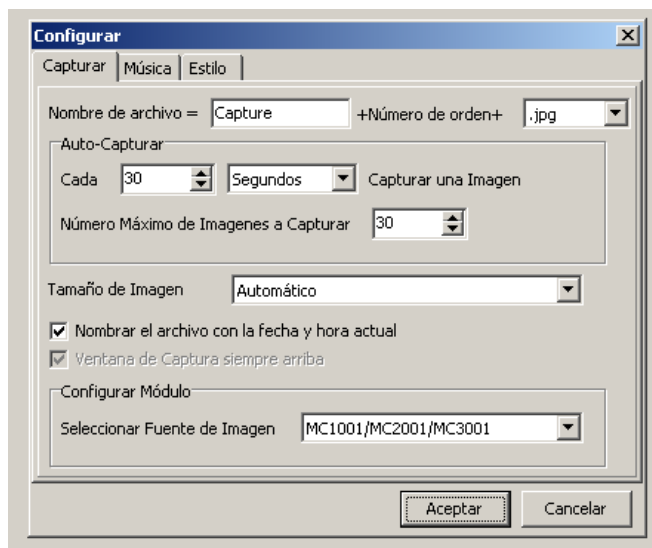 Configurar
Capturar Música Estilo
Nombre de archivo = Capture +Número de orden+ .jpg
Auto-Capturar
Cada 30 Segundos Capturar una Imagen
Número Máximo de Imagenes a Capturar 30
Tamaño de Imagen Automático
Nombrar el archivo con la fecha y hora actual
Ventana de Captura siempre arriba
Configurar Módulo
Seleccionar Fuente de Imagen MC1001/MC2001/MC3001
Aceptar Cancelar